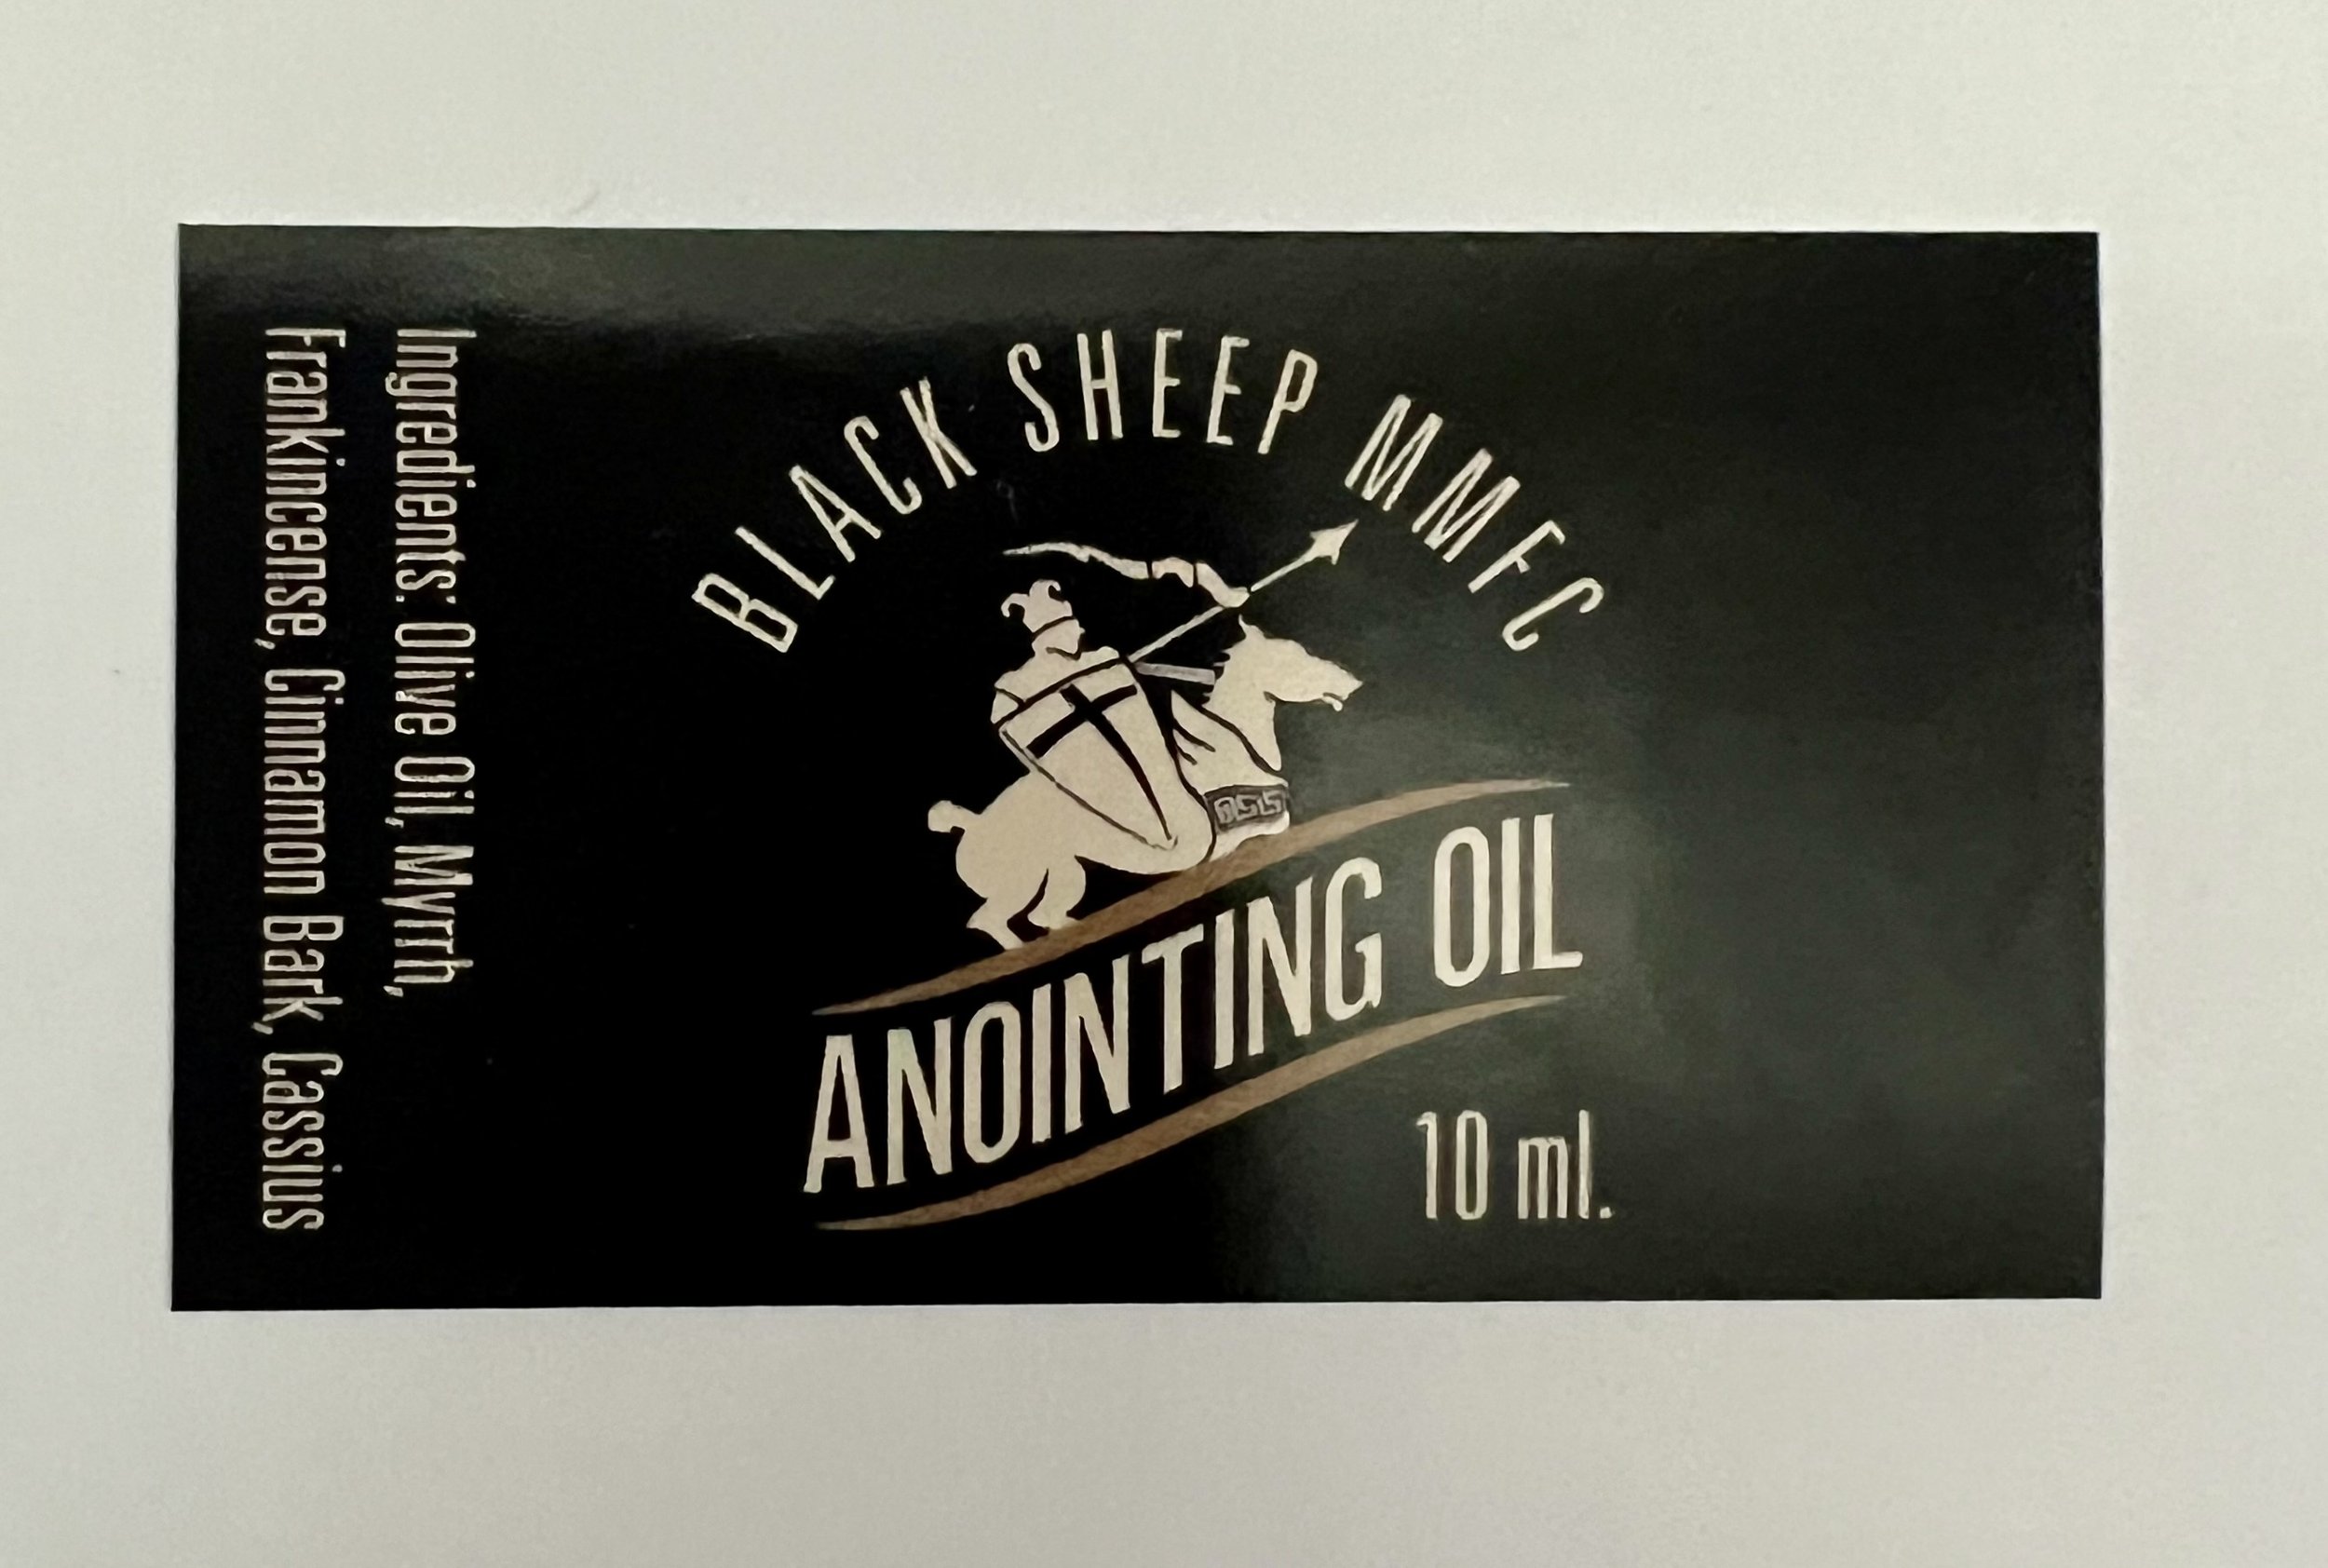 BLACK SHEEP MMFC
ANOINTING OIL
10 ml.
Ingredients: Olive Oil, Myrrh,
Frankincense, Cinnamon Bark, Cassius